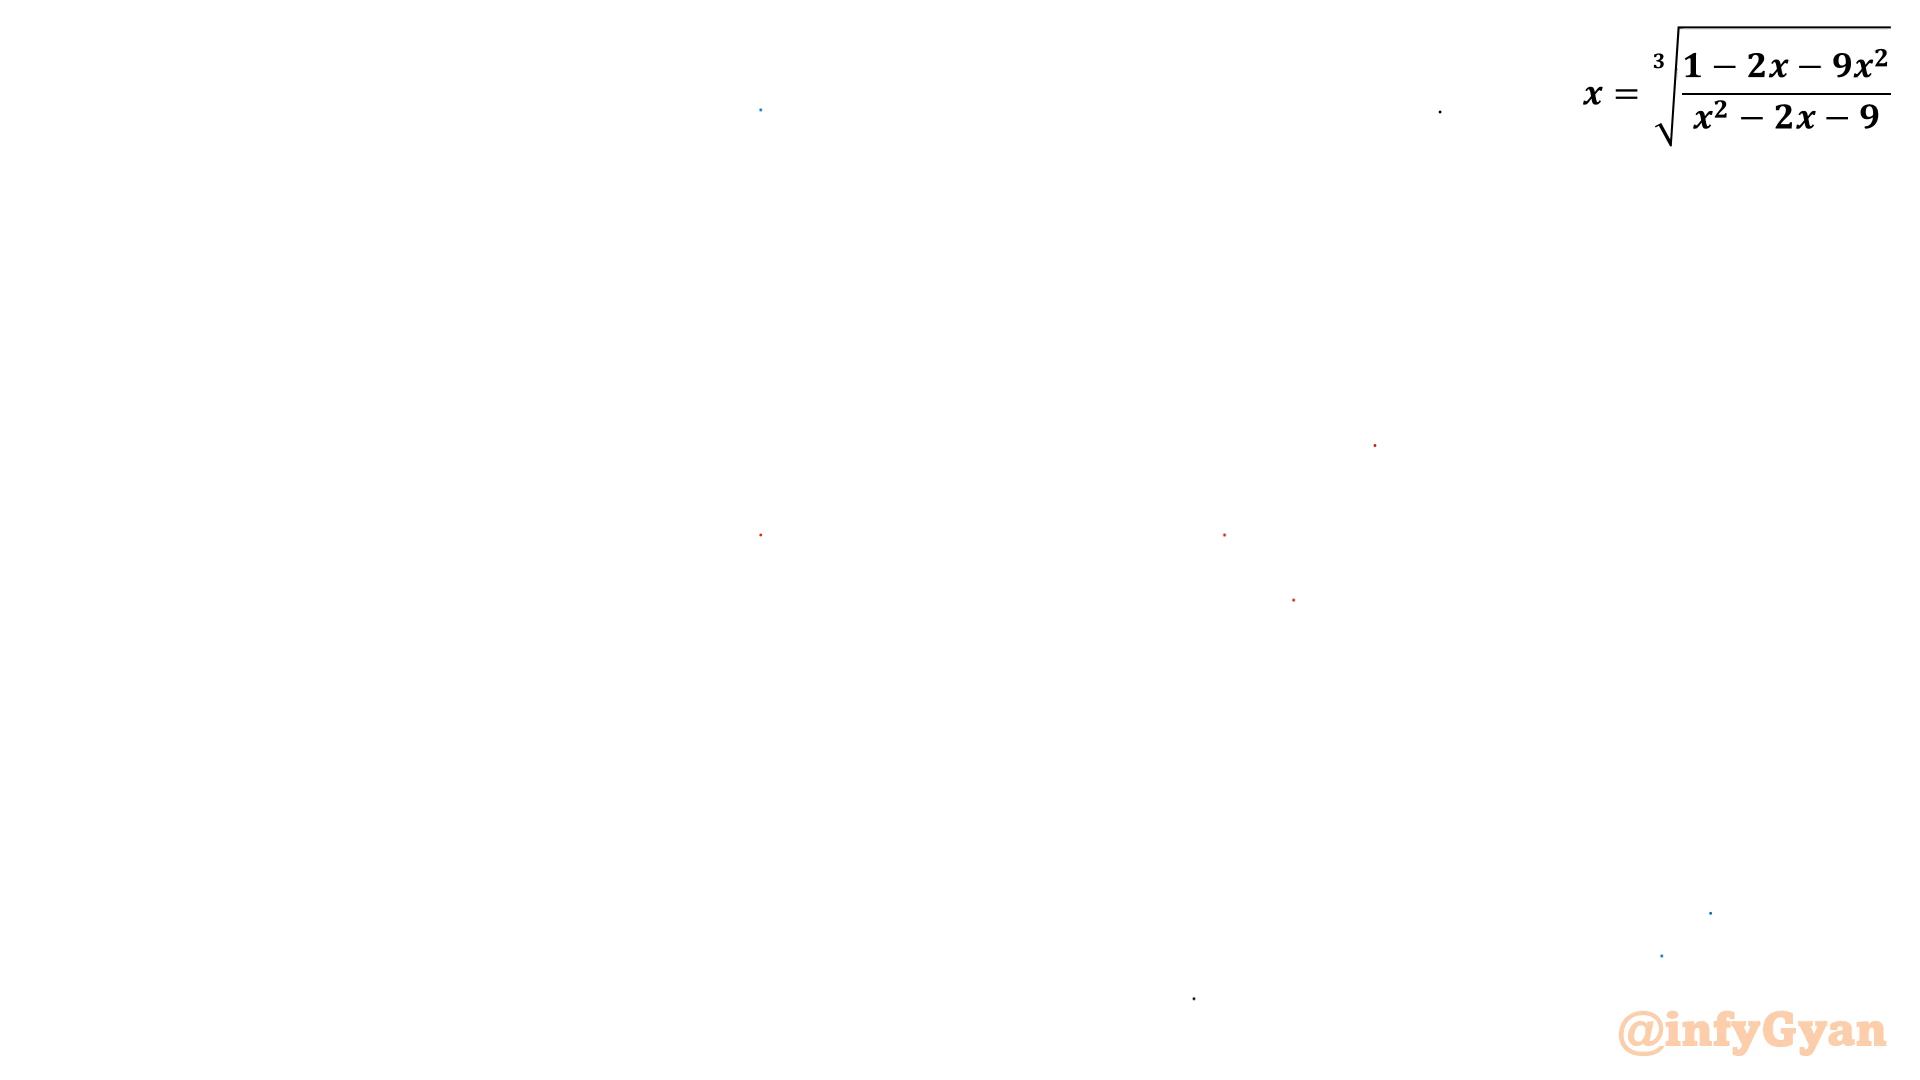 x = ∛((1 − 2x − 9x²)/(x² − 2x − 9))
@infyGyan